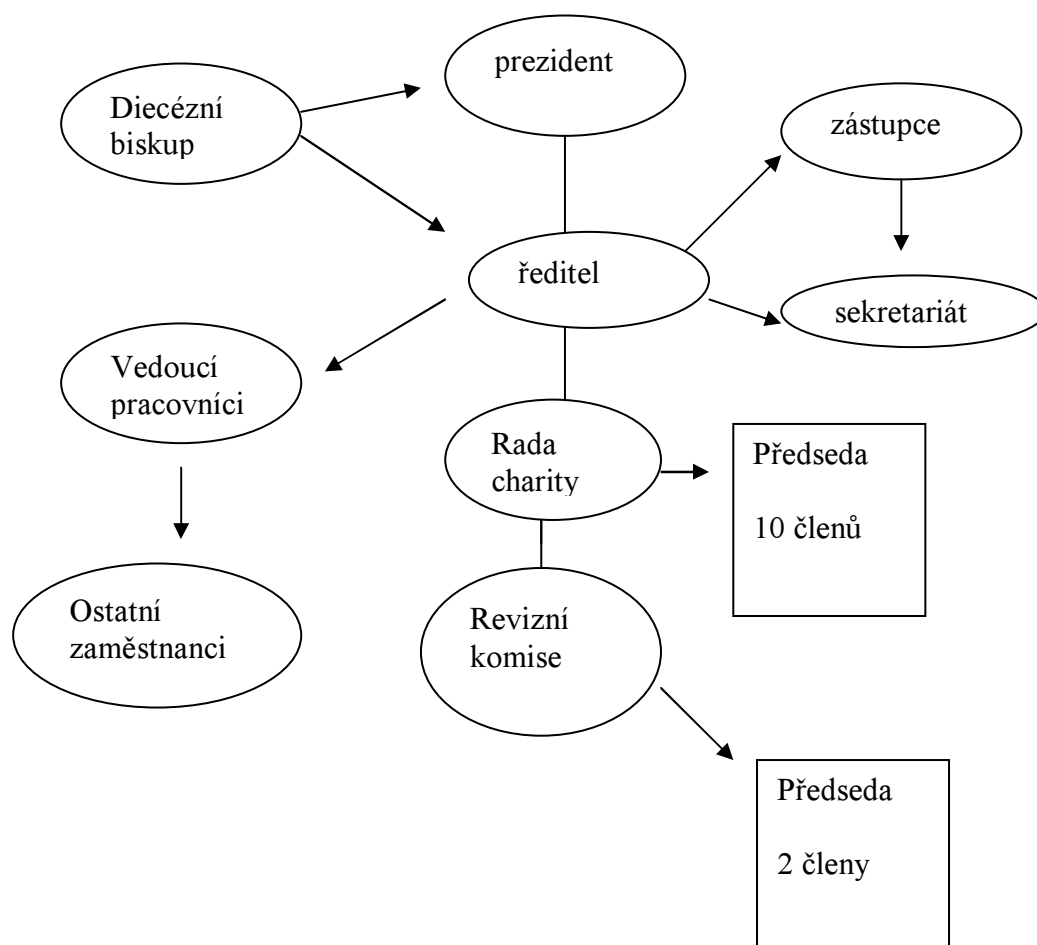 prezident
Diecézní
biskup
zástupce
ředitel
sekretariát
Vedoucí
pracovníci
Rada
charity
Předseda
10 členů
Ostatní
zaměstnanci
Revizní
komise
Předseda
2 členy